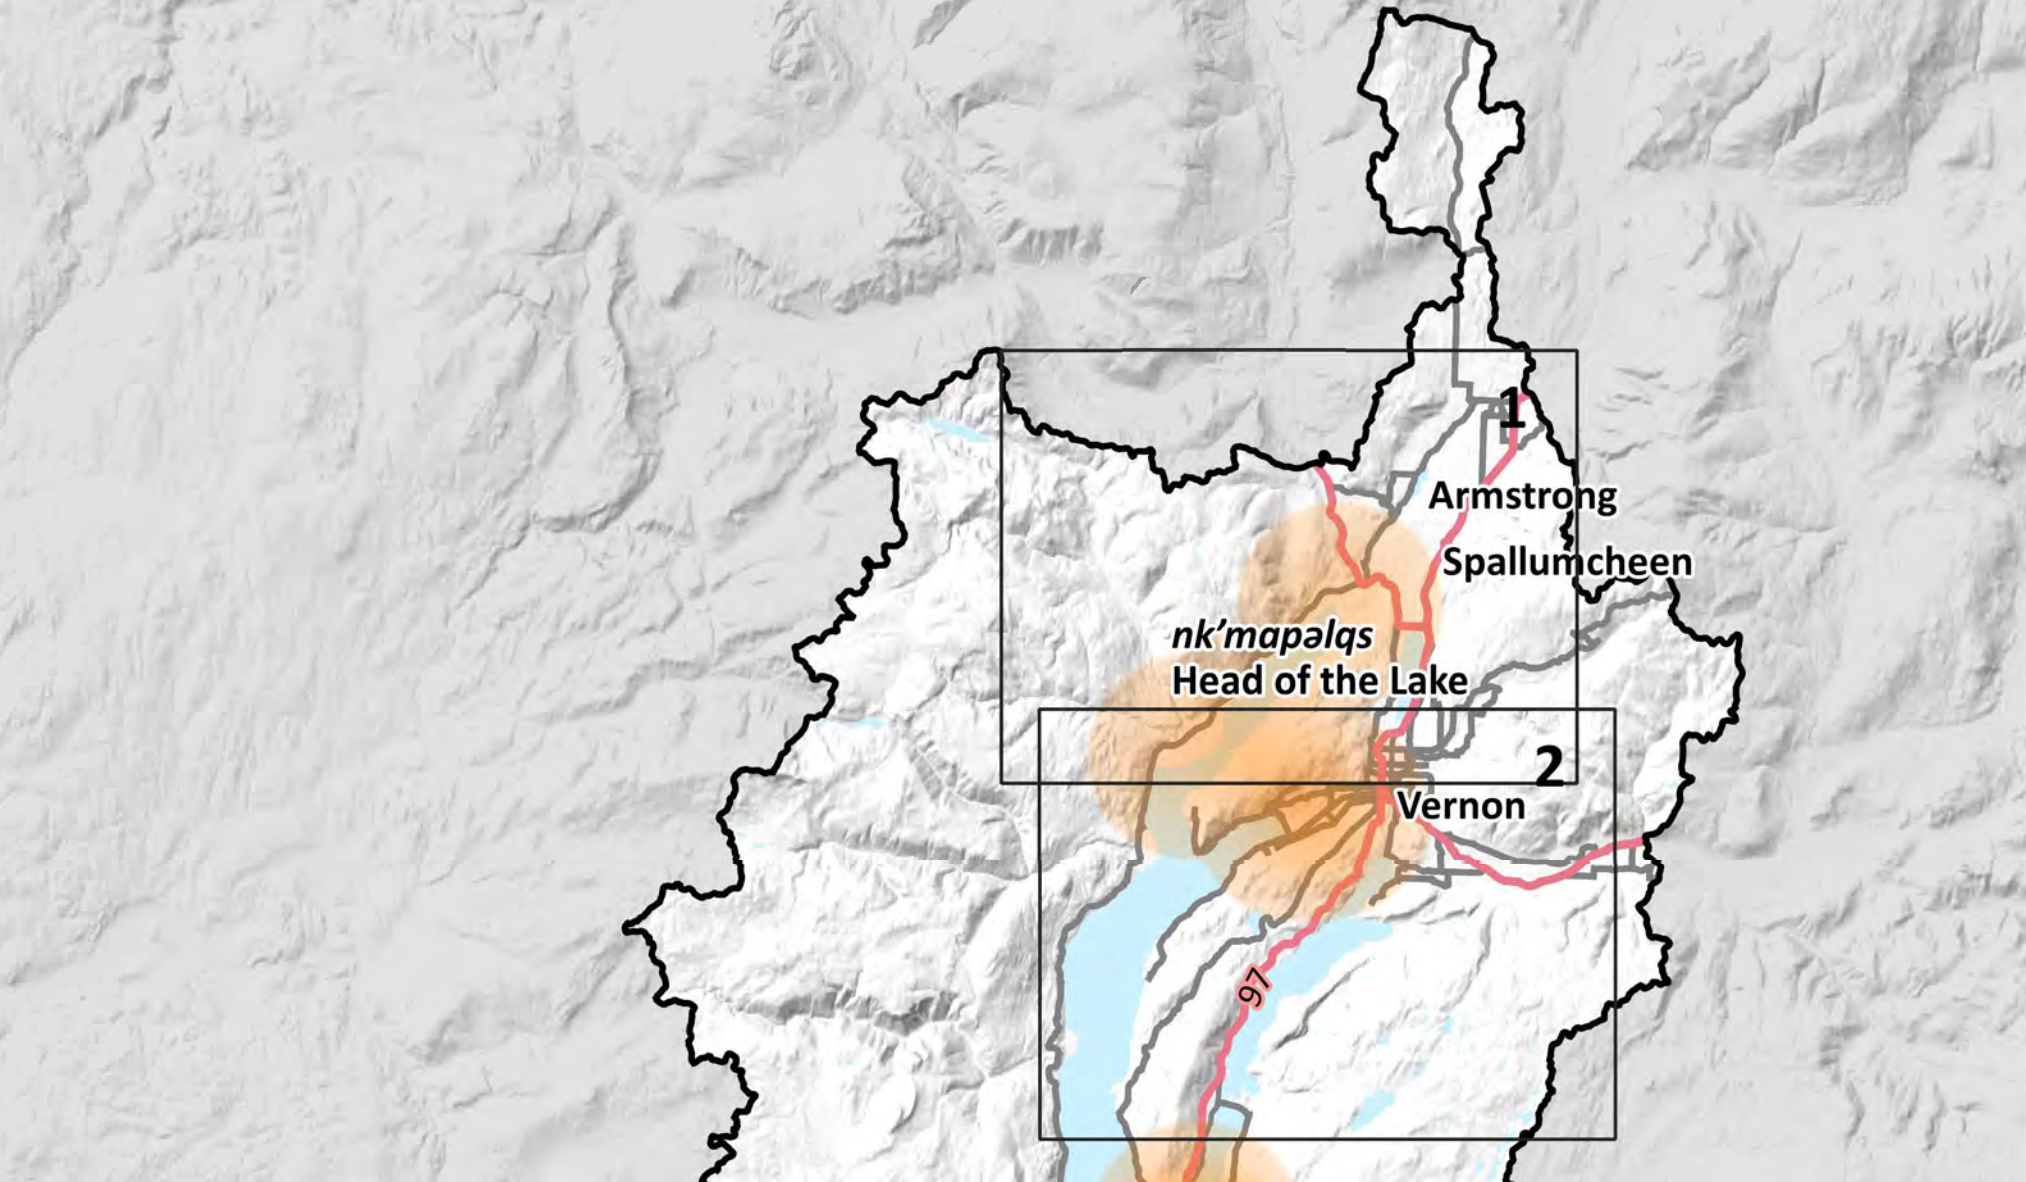 1
Armstrong
Spallumcheen
nk’mapəlqs
Head of the Lake
2
Vernon
97